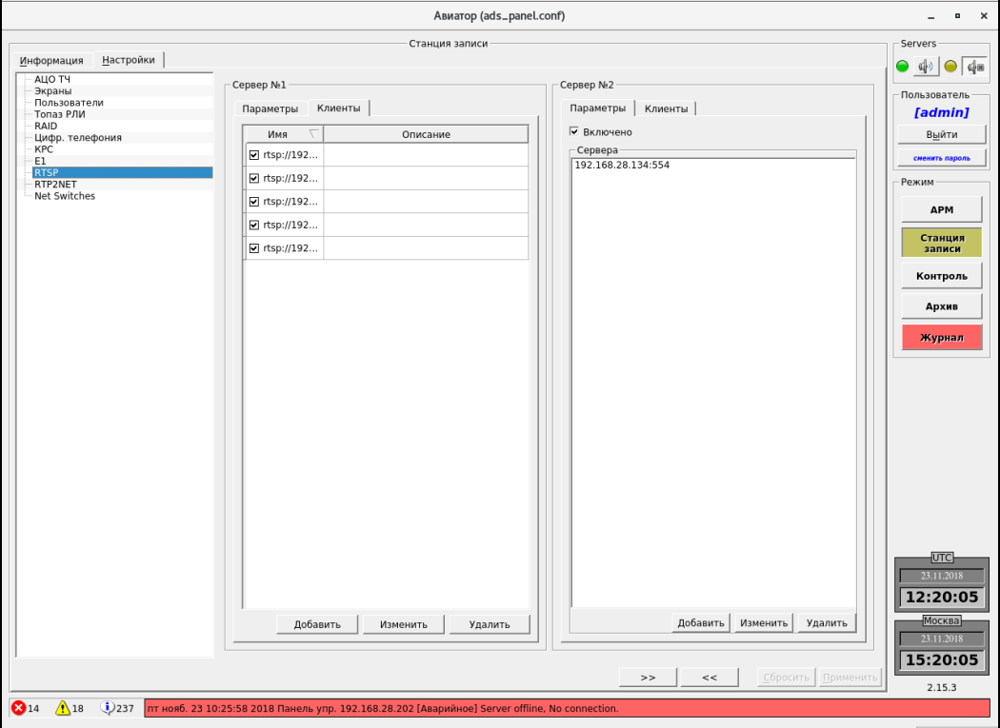 Авиатор (ads_panel.conf)
Станция записи
Информация
Настройки
АЦО ТЧ
Экраны
Пользователи
Топаз РЛИ
RAID
Цифр. телефония
КРС
E1
RTSP
RTP2NET
Net Switches
Сервер №1
Параметры
Клиенты
Имя
Описание
rtsp://192...
rtsp://192...
rtsp://192...
rtsp://192...
rtsp://192...
Добавить
Изменить
Удалить
Сервер №2
Параметры
Клиенты
Включено
Сервера
192.168.28.134:554
Добавить
Изменить
Удалить
>>
<<
Сбросить
Применить
Servers
Пользователь
[admin]
Выйти
сменить пароль
Режим
АРМ
Станция
записи
Контроль
Архив
Журнал
UTC
23.11.2018
12:20:05
Москва
23.11.2018
15:20:05
2.15.3
14
18
237
пт нояб. 23 10:25:58 2018 Панель упр. 192.168.28.202 [Аварийное] Server offline, No connection.